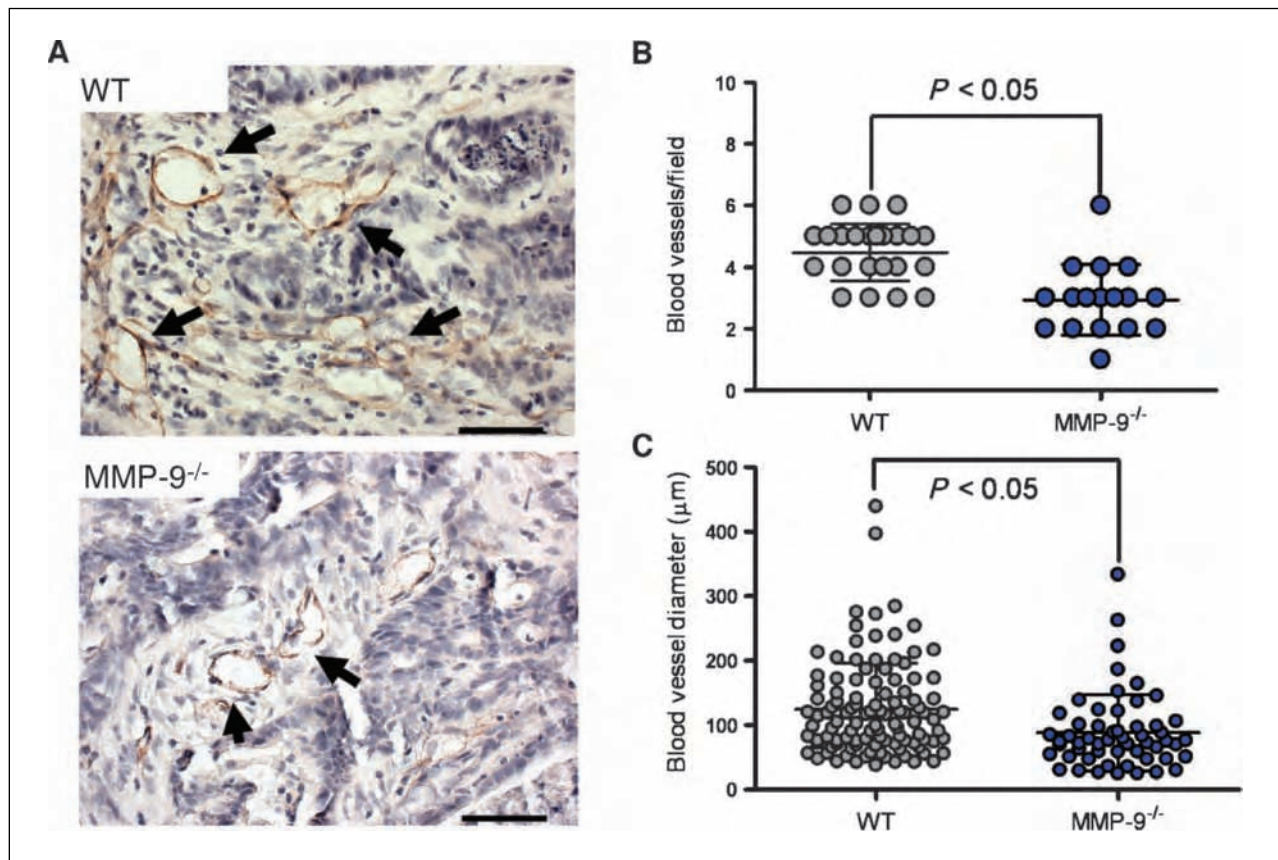 A
WT
MMP-9-/-
B
Blood vessels/field
10
8
6
4
2
0
P < 0.05
WT
MMP-9-/-
C
Blood vessel diameter (μm)
500
400
300
200
100
0
P < 0.05
WT
MMP-9-/-